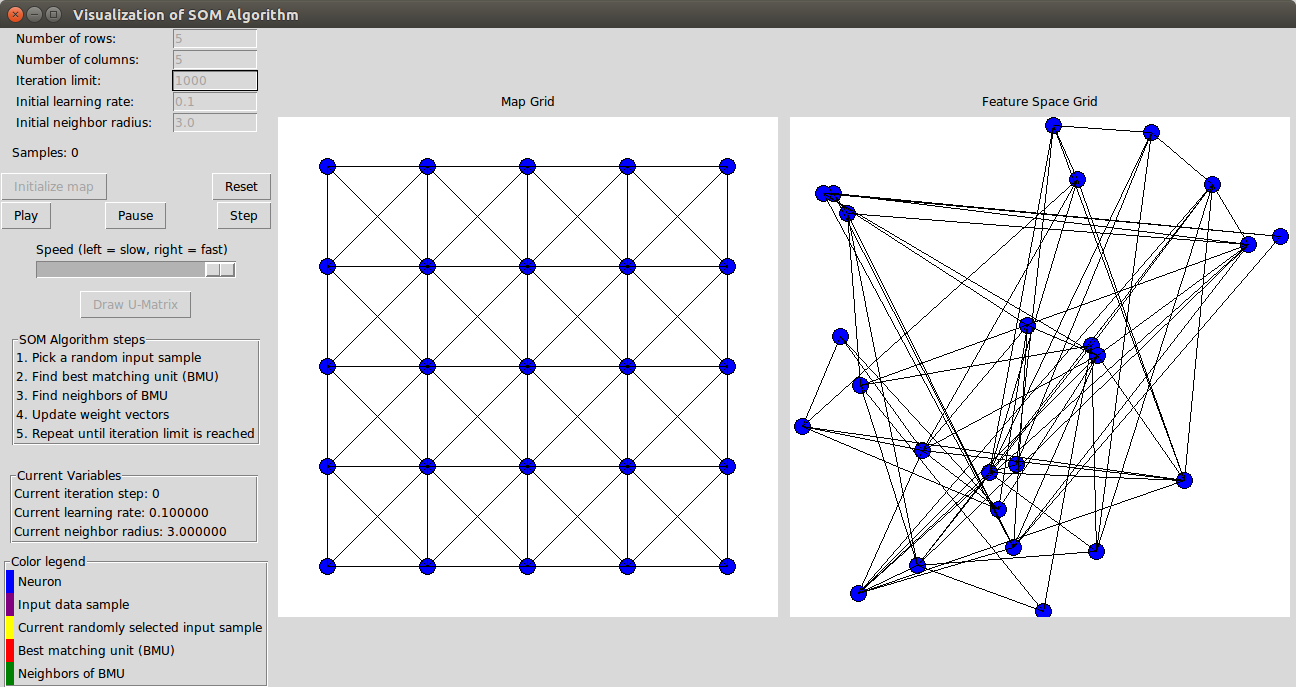 Visualization of SOM Algorithm
Number of rows: 5
Number of columns: 5
Iteration limit: 1000
Initial learning rate: 0.1
Initial neighbor radius: 3.0
Samples: 0
Initialize map Reset
Play Pause Step
Speed (left = slow, right = fast)
Draw U-Matrix
SOM Algorithm steps
1. Pick a random input sample
2. Find best matching unit (BMU)
3. Find neighbors of BMU
4. Update weight vectors
5. Repeat until iteration limit is reached
Current Variables
Current iteration step: 0
Current learning rate: 0.100000
Current neighbor radius: 3.000000
Color legend
Neuron
Input data sample
Current randomly selected input sample
Best matching unit (BMU)
Neighbors of BMU
Map Grid
Feature Space Grid